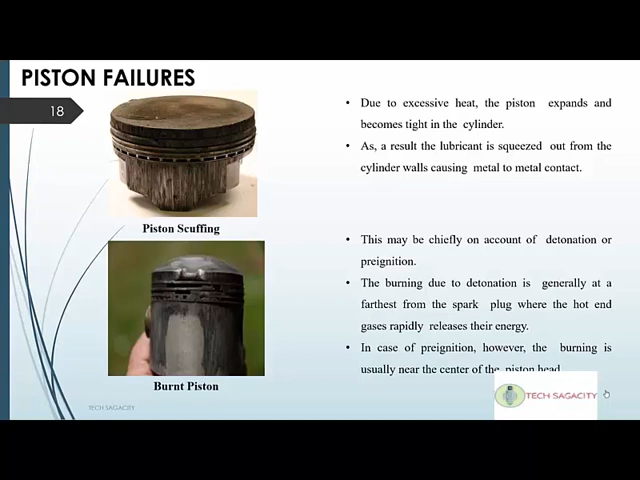 PISTON FAILURES
18
• Due to excessive heat, the piston expands and
becomes tight in the cylinder.
• As, a result the lubricant is squeezed out from the
cylinder walls causing metal to metal contact.
Piston Scuffing
• This may be chiefly on account of detonation or
preignition.
• The burning due to detonation is generally at a
farthest from the spark plug where the hot end
gases rapidly releases their energy.
• In case of preignition, however, the burning is
usually near the center of the piston head.
Burnt Piston
TECH SAGACITY
TECH SAGACITY